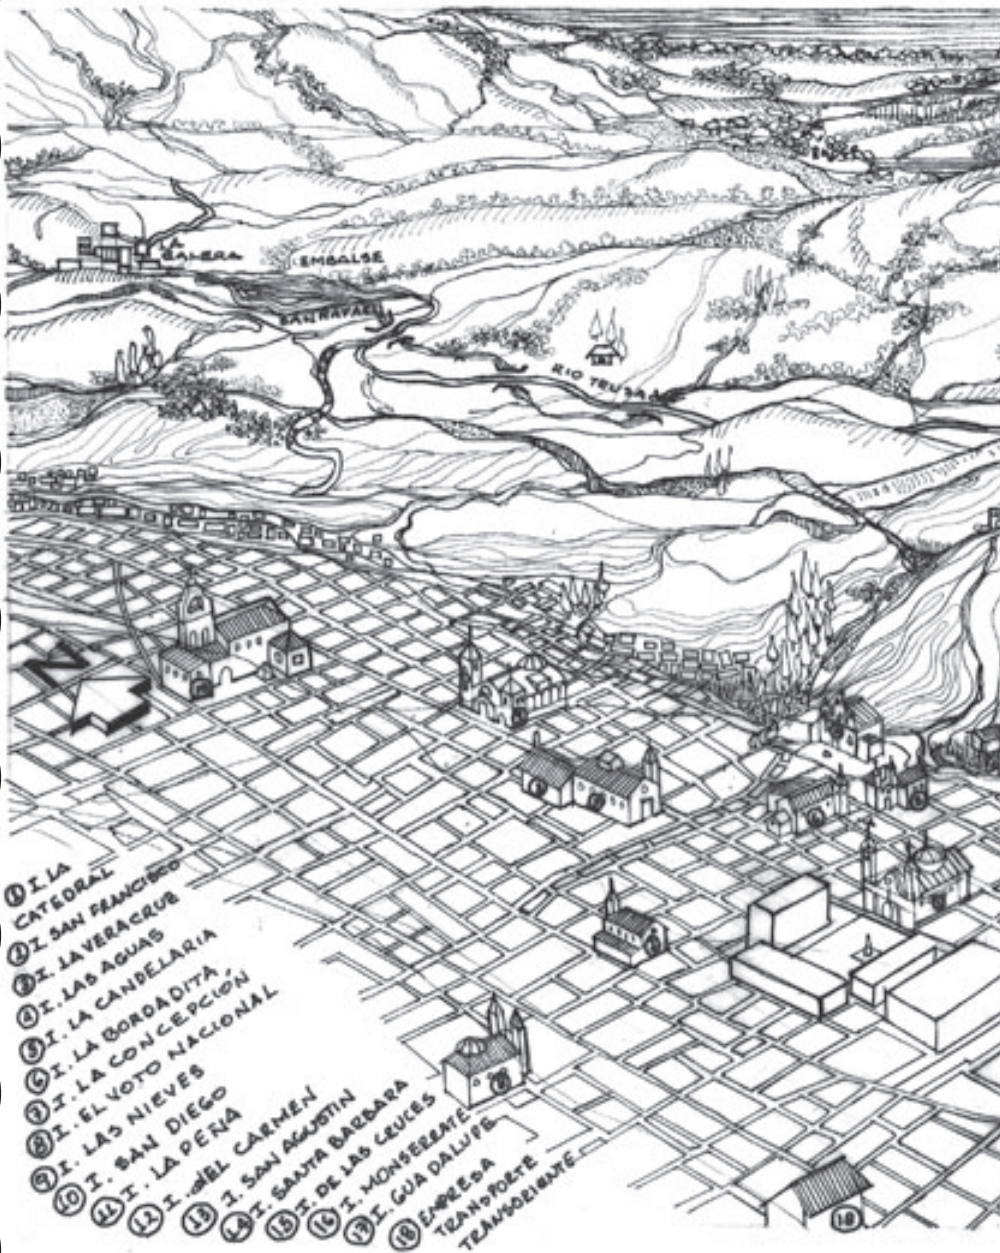 LA
CALERA
EMBALSE
SAN RAFAEL
RIO TEUSACA
N
① I. LA
CATEDRAL
② I SAN FRANCISCO
③ I. LA VERACRUZ
④ I. LAS AGUAS
⑤ I. LA CANDELARIA
⑥ I. LA BORDADITA
⑦ I. LA CONCEPCIÓN
⑧ I. EL VOTO NACIONAL
⑨ I. LAS NIEVES
⑩ I. SAN DIEGO
⑪ I. LA PEÑA
⑫ I. DEL CARMEN
⑬ I. SAN AGUSTIN
⑭ I. SANTA BARBARA
⑮ I. DE LAS CRUCES
⑯ I. MONSERRATE
⑰ I. GUADALUPE
⑱ EMPRESA
TRANSPORTE
TRANSORIENTE
18